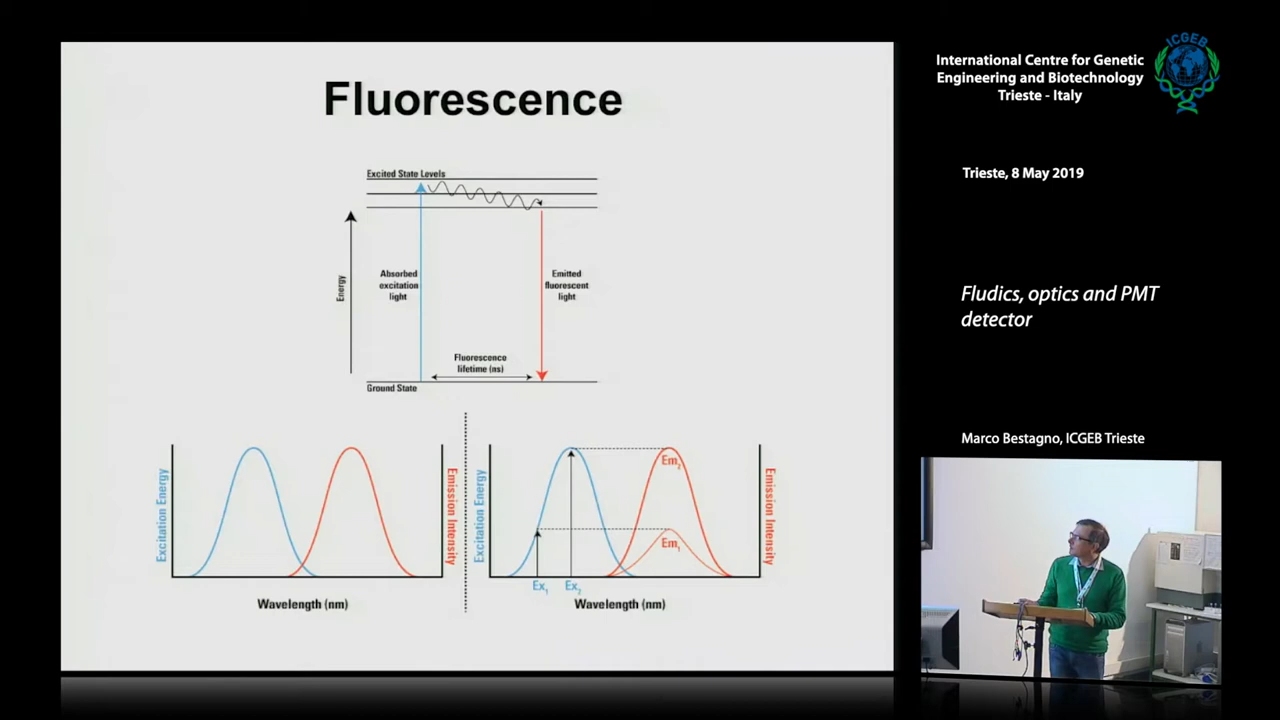 Fluorescence
Excited State Levels
Energy
Absorbed
excitation
light
Emitted
fluorescent
light
Fluorescence
lifetime (ns)
Ground State
Excitation Energy
Emission Intensity
Wavelength (nm)
Excitation Energy
Em2
Em1
Ex1
Ex2
Emission Intensity
Wavelength (nm)
International Centre for Genetic
Engineering and Biotechnology
Trieste - Italy
ICGEB
Trieste, 8 May 2019
Fludics, optics and PMT
detector
Marco Bestagno, ICGEB Trieste